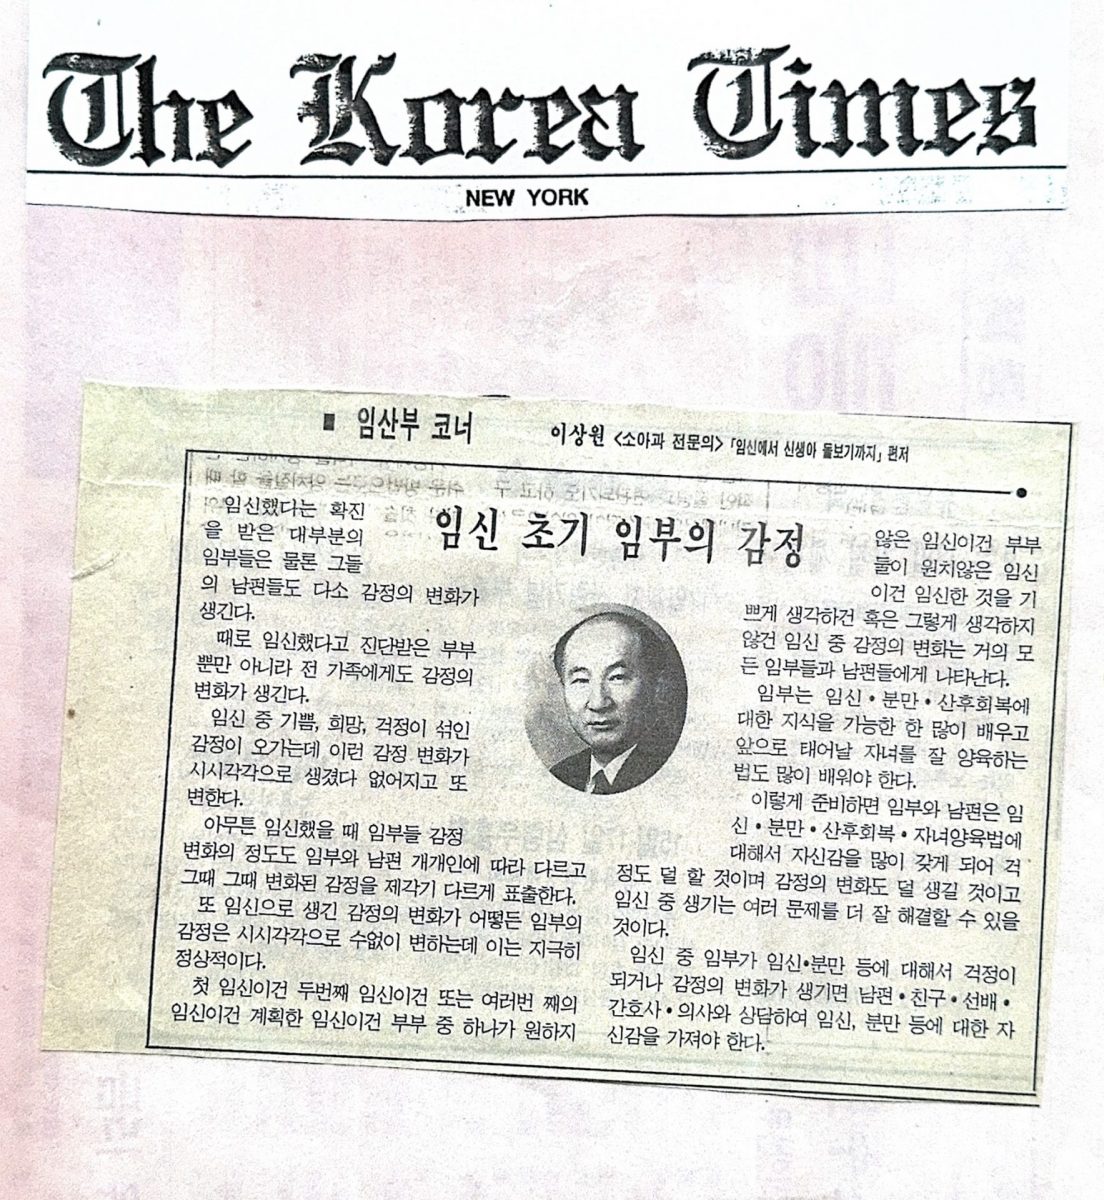 The Korea Times
NEW YORK
■ 임산부 코너
이상원 <소아과 전문의> 「임신에서 신생아 돌보기까지」 편저
임신 초기 임부의 감정
임신했다는 확진
을 받은 대부분의
임부들은 물론 그들
의 남편들도 다소 감정의 변화가
생긴다.
때로 임신했다고 진단받은 부부
뿐만 아니라 전 가족에게도 감정의
변화가 생긴다.
임신 중 기쁨, 희망, 걱정이 섞인
감정이 오가는데 이런 감정 변화가
시시각각으로 생겼다 없어지고 또
변한다.
아무튼 임신했을 때 임부들 감정
변화의 정도도 임부와 남편 개개인에 따라 다르고
그때 그때 변화된 감정을 제각기 다르게 표출한다.
또 임신으로 생긴 감정의 변화가 어떻든 임부의
감정은 시시각각으로 수없이 변하는데 이는 지극히
정상적이다.
첫 임신이건 두번째 임신이건 또는 여러번 째의
임신이건 계획한 임신이건 부부 중 하나가 원하지
않은 임신이건 부부
둘이 원치않은 임신
이건 임신한 것을 기
쁘게 생각하건 혹은 그렇게 생각하지
않건 임신 중 감정의 변화는 거의 모
든 임부들과 남편들에게 나타난다.
임부는 임신•분만•산후회복에
대한 지식을 가능한 한 많이 배우고
앞으로 태어날 자녀를 잘 양육하는
법도 많이 배워야 한다.
이렇게 준비하면 임부와 남편은 임
신•분만•산후회복•자녀양육법에
대해서 자신감을 많이 갖게 되어 걱
정도 덜 할 것이며 감정의 변화도 덜 생길 것이고
임신 중 생기는 여러 문제를 더 잘 해결할 수 있을
것이다.
임신 중 임부가 임신•분만 등에 대해서 걱정이
되거나 감정의 변화가 생기면 남편•친구•선배•
간호사•의사와 상담하여 임신, 분만 등에 대한 자
신감을 가져야 한다.